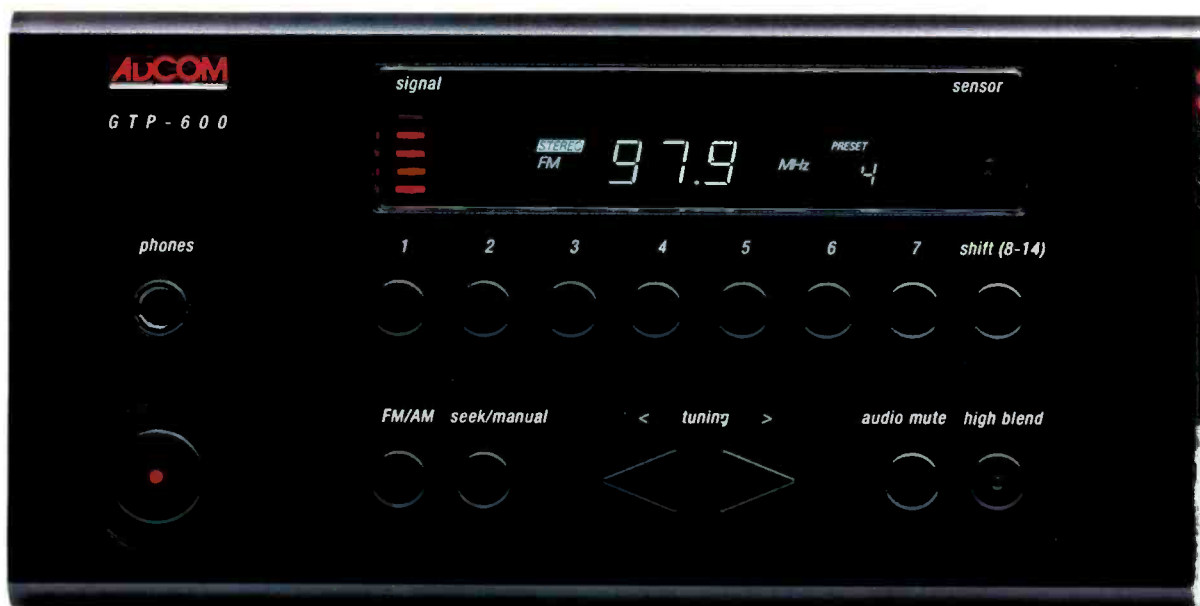 ADCOM
GTP-600
signal
sensor
STEREO
FM 97.9 MHz
PRESET
4
phones
1 2 3 4 5 6 7 shift (8-14)
FM/AM seek/manual < tuning > audio mute high blend